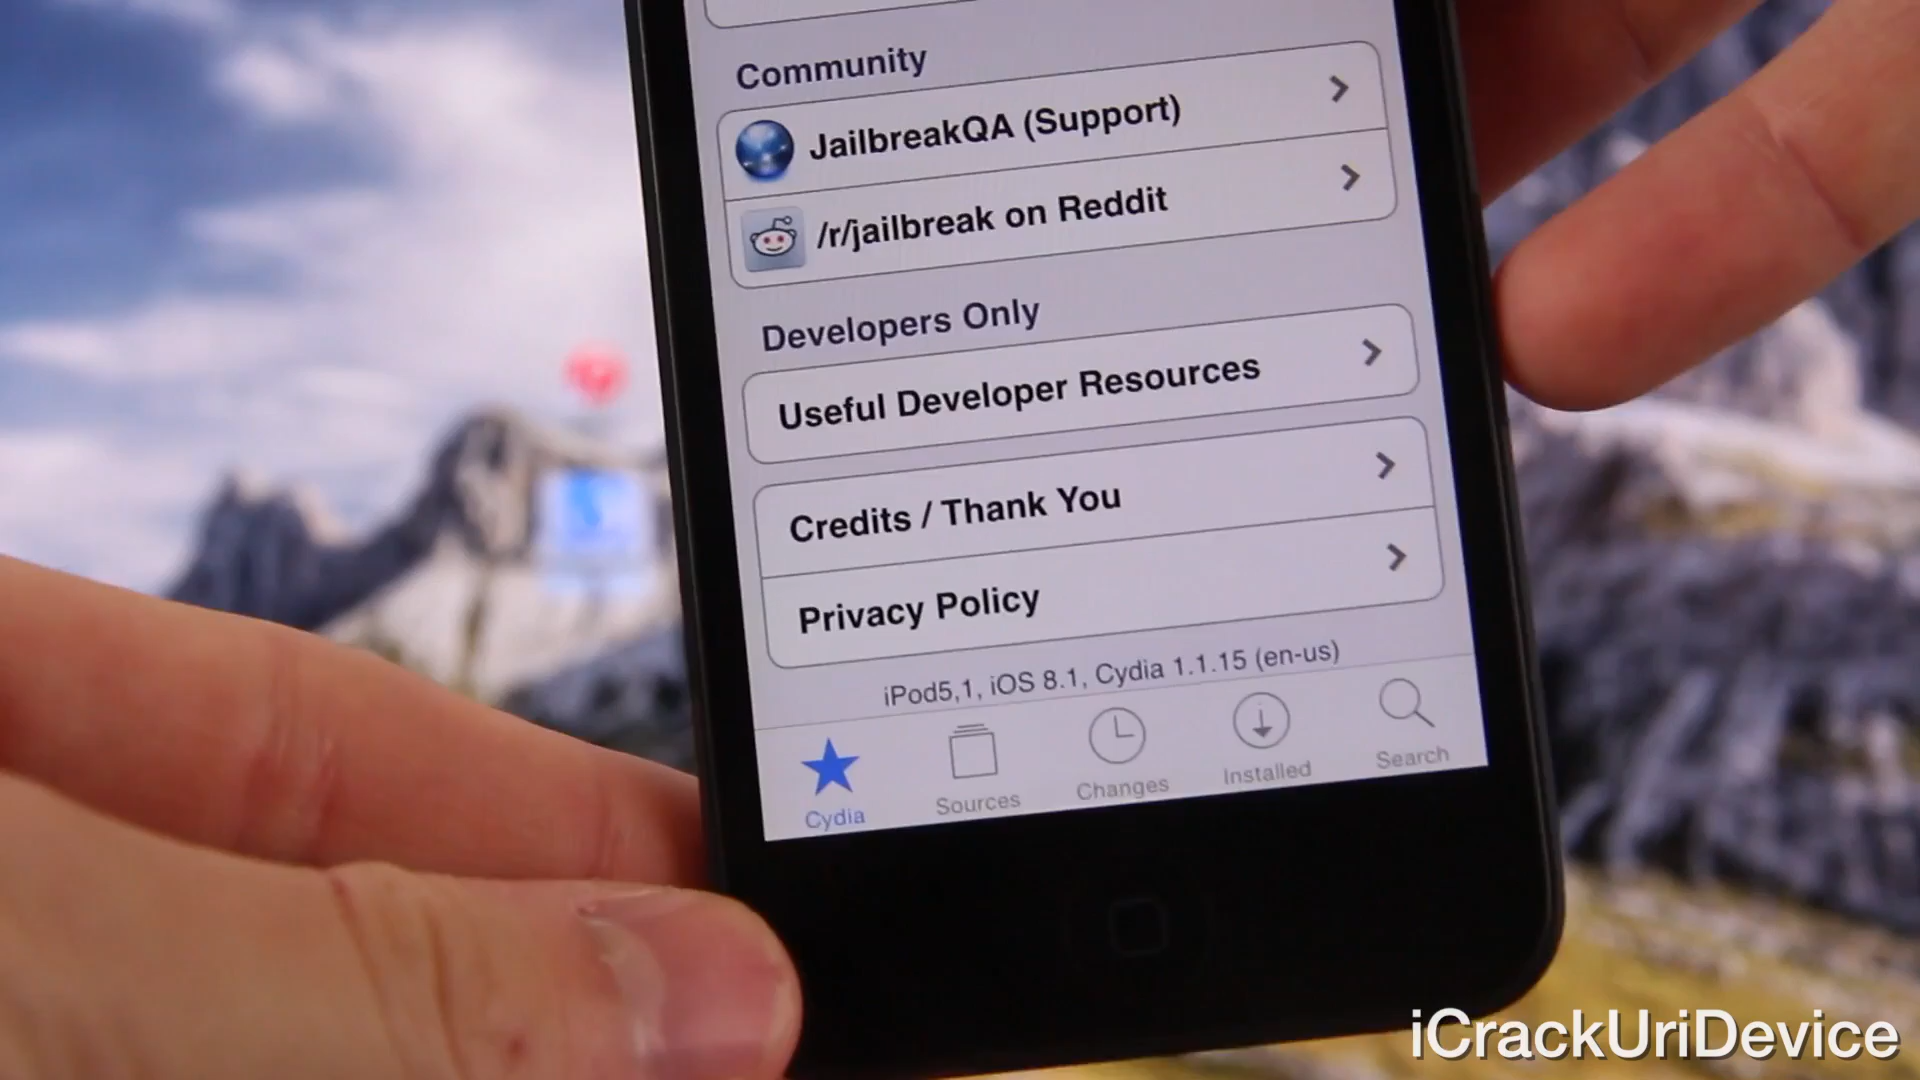 Community
JailbreakQA (Support)
/r/jailbreak on Reddit
Developers Only
Useful Developer Resources
Credits / Thank You
Privacy Policy
iPod5,1, iOS 8.1, Cydia 1.1.15 (en-us)
Cydia
Sources
Changes
Installed
Search
iCrackUriDevice